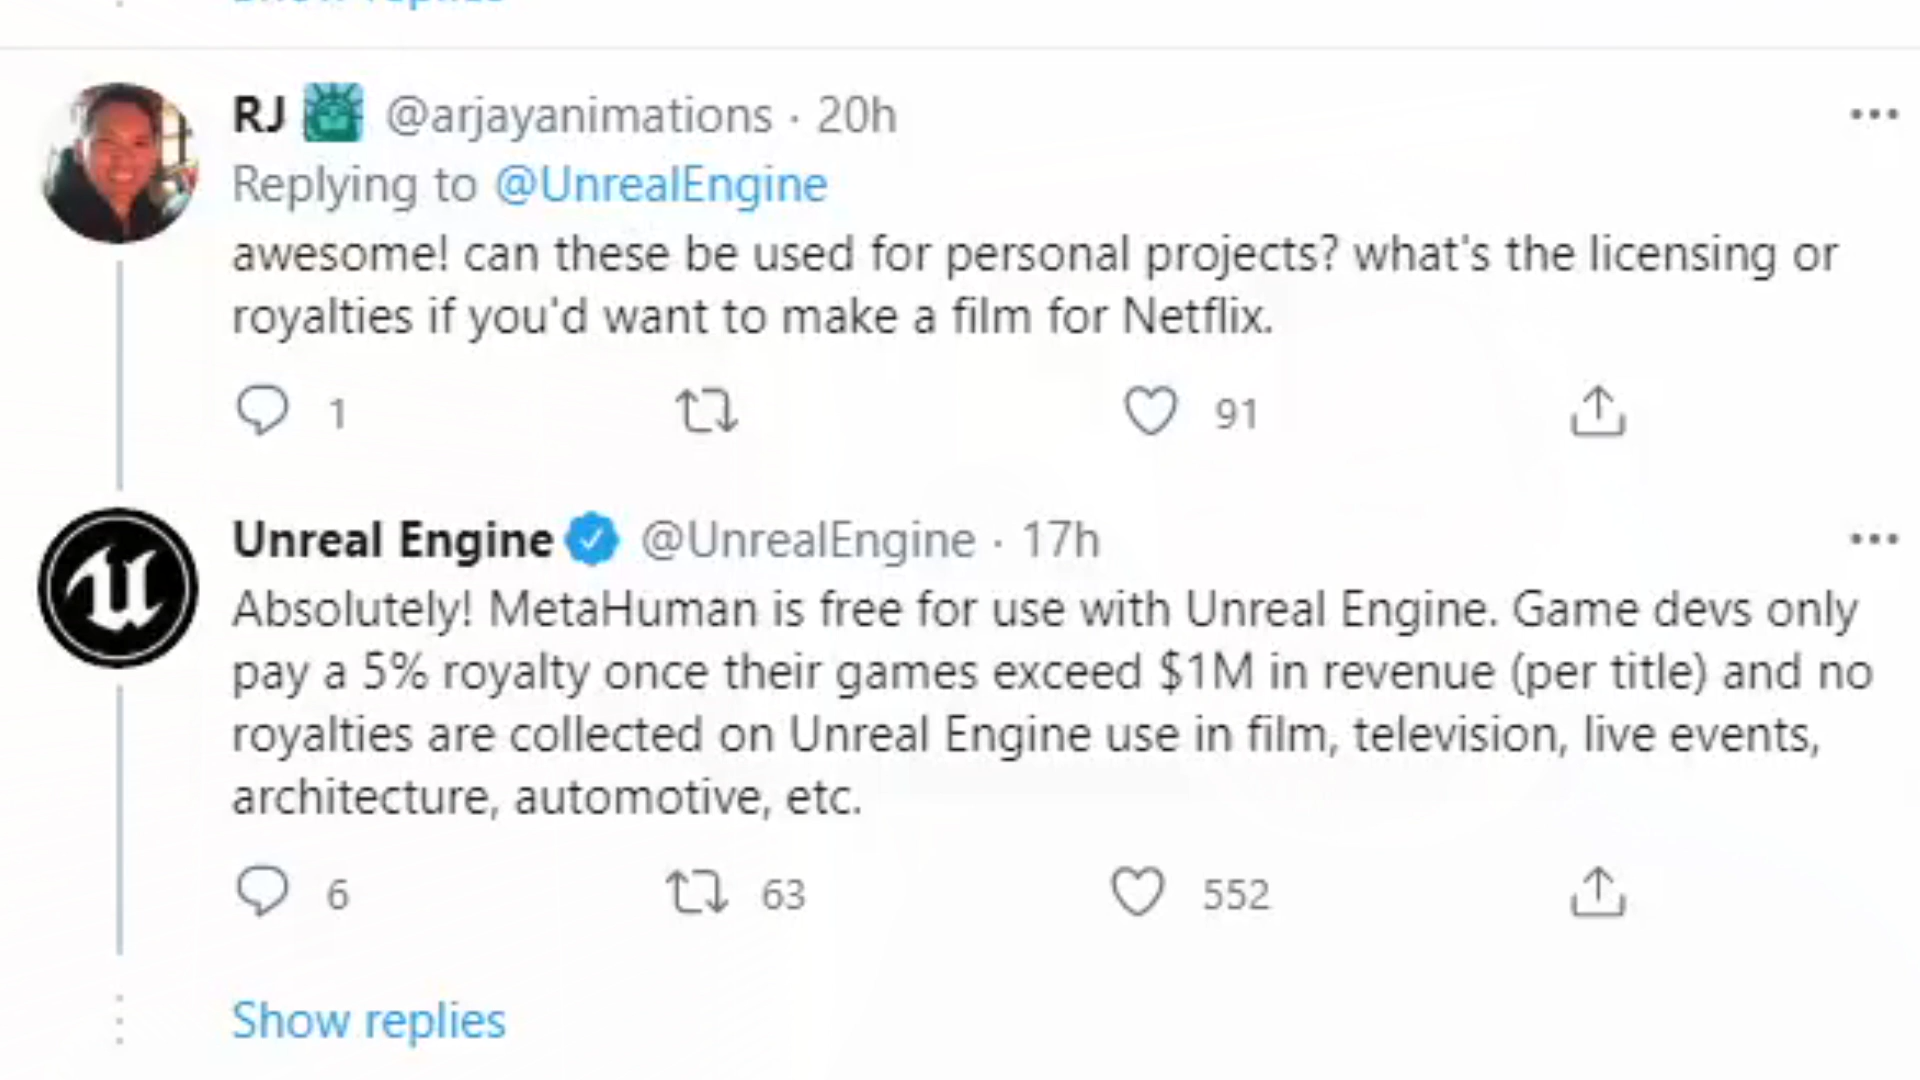 Show replies
RJ @arjayanimations · 20h
Replying to @UnrealEngine
awesome! can these be used for personal projects? what's the licensing or
royalties if you'd want to make a film for Netflix.
1 91
Unreal Engine @UnrealEngine · 17h
Absolutely! MetaHuman is free for use with Unreal Engine. Game devs only
pay a 5% royalty once their games exceed $1M in revenue (per title) and no
royalties are collected on Unreal Engine use in film, television, live events,
architecture, automotive, etc.
6 63 552
Show replies